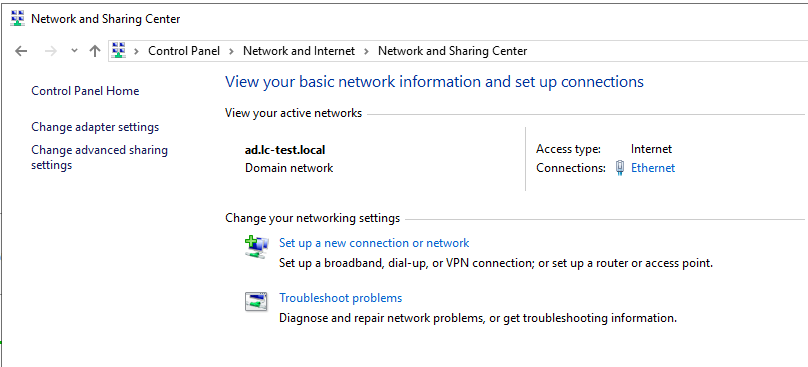 Network and Sharing Center
Control Panel > Network and Internet > Network and Sharing Center
Control Panel Home
Change adapter settings
Change advanced sharing
settings
View your basic network information and set up connections
View your active networks
ad.lc-test.local
Domain network
Access type: Internet
Connections: Ethernet
Change your networking settings
Set up a new connection or network
Set up a broadband, dial-up, or VPN connection; or set up a router or access point.
Troubleshoot problems
Diagnose and repair network problems, or get troubleshooting information.